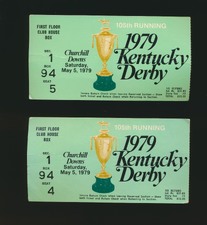 FIRST FLOOR
CLUB HOUSE
BOX
SEC.
1
BOX
94
SEAT
5
105th RUNNING
Churchill
Downs
Saturday,
May 5, 1979
1979
Kentucky
Derby
FIRST FLOOR
CLUB HOUSE
BOX
SEC.
1
BOX
94
SEAT
4
105th RUNNING
Churchill
Downs
Saturday,
May 5, 1979
1979
Kentucky
Derby